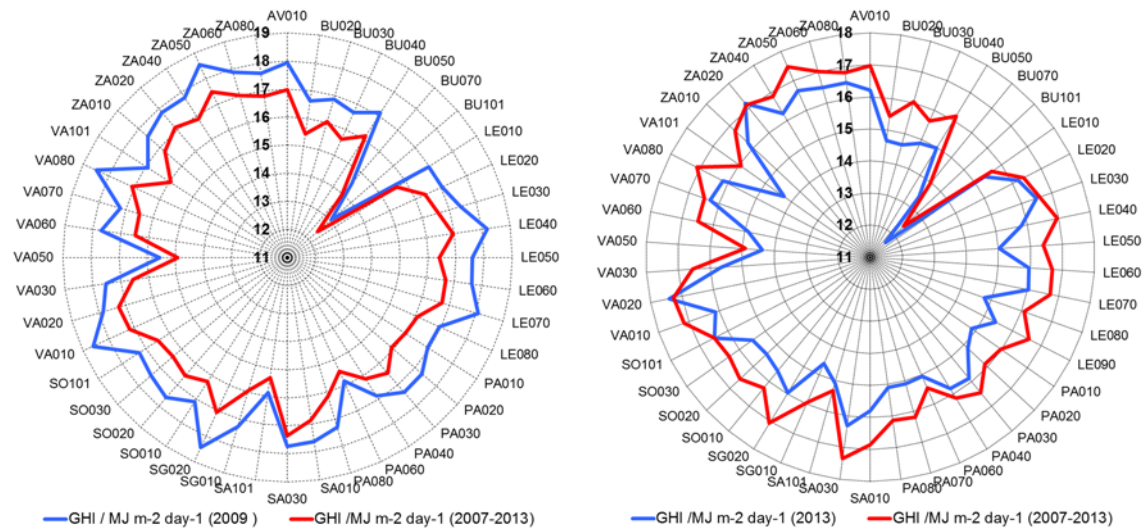 AV010
BU020
BU030
BU040
BU050
BU070
BU101
LE010
LE020
LE030
LE040
LE050
LE060
LE070
LE080
PA010
PA020
PA040
PA060
PA080
SA010
SA030
SA101
SG010
SG020
SO010
SO020
SO030
SO101
VA010
VA020
VA030
VA050
VA060
VA070
VA080
VA101
ZA010
ZA020
ZA040
ZA050
ZA060
ZA080
19
18
17
16
15
14
13
12
11
GHI / MJ m-2 day-1 (2009 )
GHI /MJ m-2 day-1 (2007-2013)
AV010
BU020
BU030
BU040
BU070
BU101
LE010
LE020
LE030
LE040
LE050
LE060
LE070
LE080
LE090
PA010
PA020
PA030
PA060
PA070
PA080
SA010
SA030
SA101
SG010
SG020
SO010
SO020
SO030
SO101
VA010
VA020
VA030
VA050
VA060
VA070
VA080
VA101
ZA010
ZA020
ZA040
ZA050
ZA060
ZA080
18
17
16
15
14
13
12
11
GHI /MJ m-2 day-1 (2013)
GHI /MJ m-2 day-1 (2007-2013)